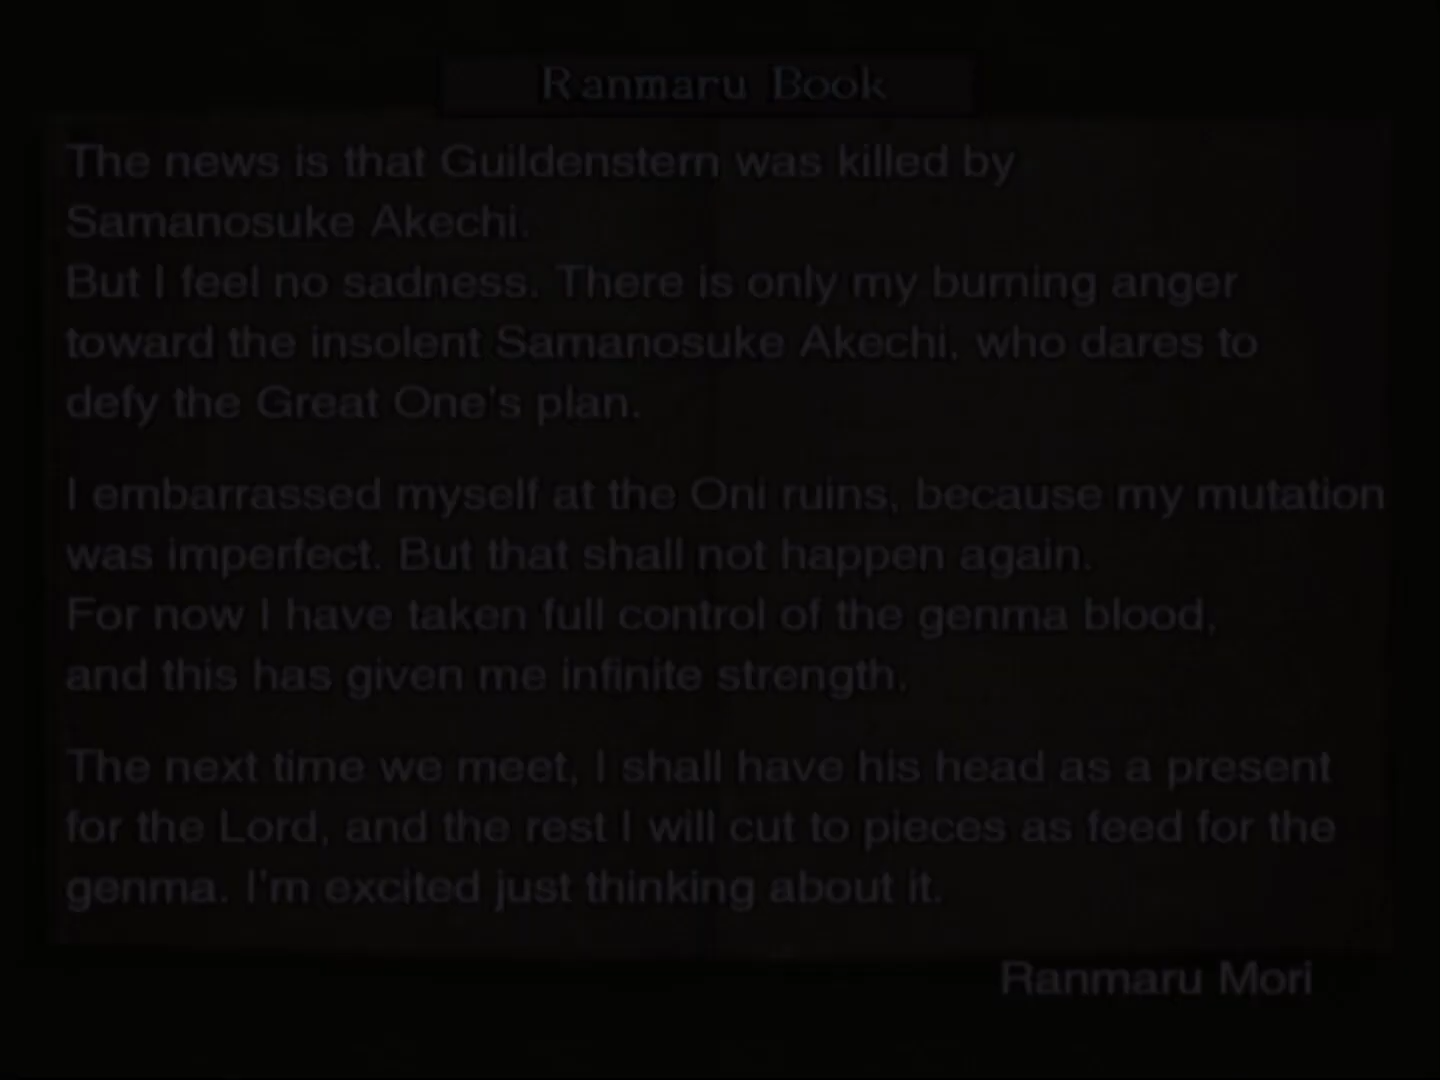 Ranmaru Book
The news is that Guildenstern was killed by
Samanosuke Akechi.
But I feel no sadness. There is only my burning anger
toward the insolent Samanosuke Akechi, who dares to
defy the Great One's plan.
I embarrassed myself at the Oni ruins, because my mutation
was imperfect. But that shall not happen again.
For now I have taken full control of the genma blood,
and this has given me infinite strength.
The next time we meet, I shall have his head as a present
for the Lord, and the rest I will cut to pieces as feed for the
genma. I'm excited just thinking about it.
Ranmaru Mori